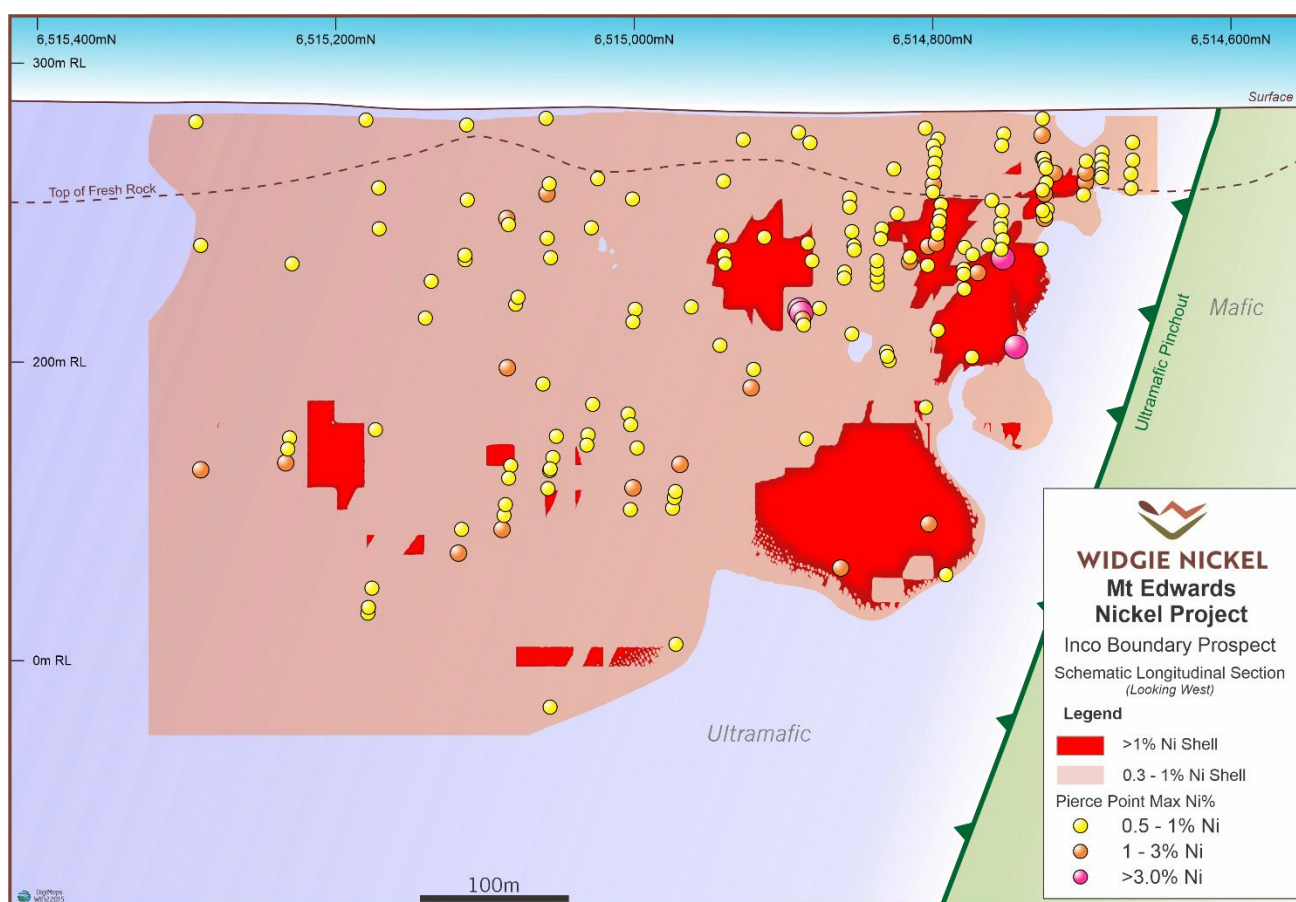 6,515,400mN 6,515,200mN 6,515,000mN 6,514,800mN 6,514,600mN
300m RL
Surface
Top of Fresh Rock
200m RL
Ultramafic Pinchout
Mafic
0m RL
Ultramafic
WIDGIE NICKEL
Mt Edwards
Nickel Project
Inco Boundary Prospect
Schematic Longitudinal Section
(Looking West)
Legend
>1% Ni Shell
0.3 - 1% Ni Shell
Pierce Point Max Ni%
0.5 - 1% Ni
1 - 3% Ni
>3.0% Ni
100m
DigiMaps